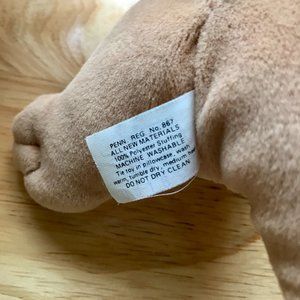 PENN. REG. No. 867
ALL NEW MATERIALS
100% Polyester Stuffing
MACHINE WASHABLE
Tie toy in pillowcase, wash
warm, tumble dry, medium heat
DO NOT DRY CLEAN